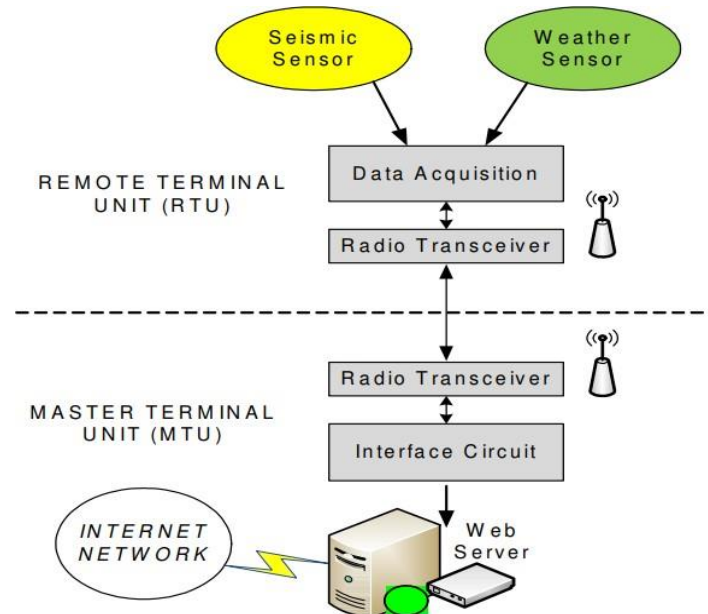 Seismic
Sensor
Weather
Sensor
Data Acquisition
REMOTE TERMINAL
UNIT (RTU)
Radio Transceiver
Radio Transceiver
MASTER TERMINAL
UNIT (MTU)
Interface Circuit
INTERNET
NETWORK
Web
Server